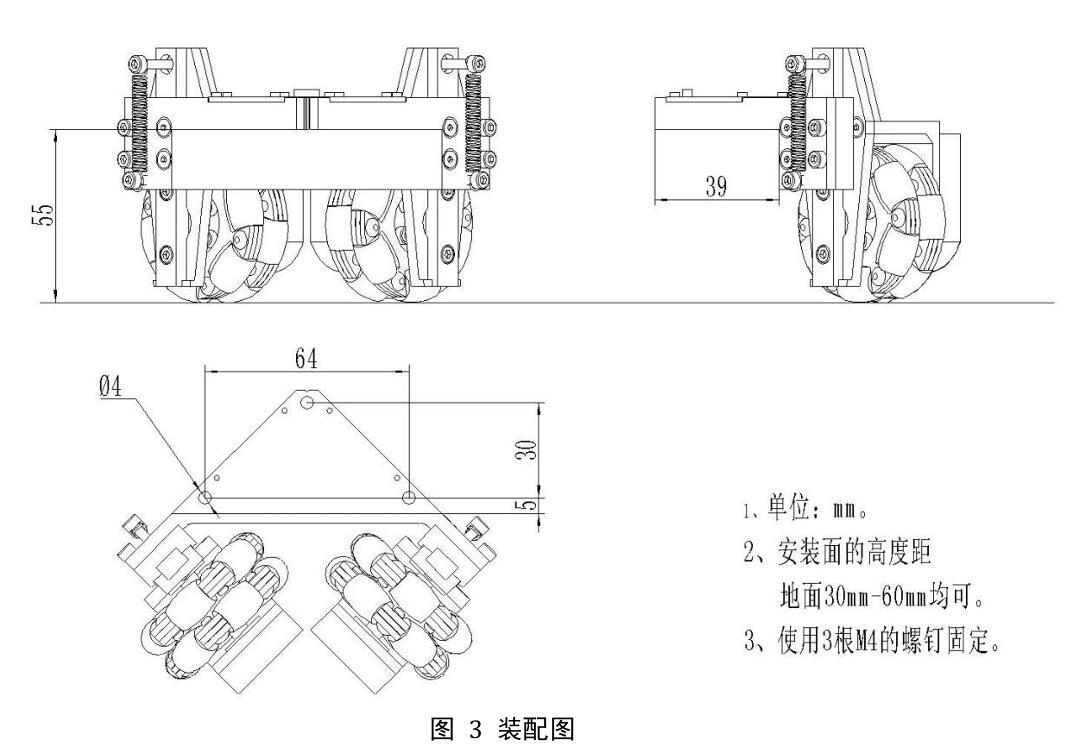 55
39
64
Ø4
30
5
1、单位：mm。
2、安装面的高度距
地面30mm-60mm均可。
3、使用3根M4的螺钉固定。
图 3 装配图